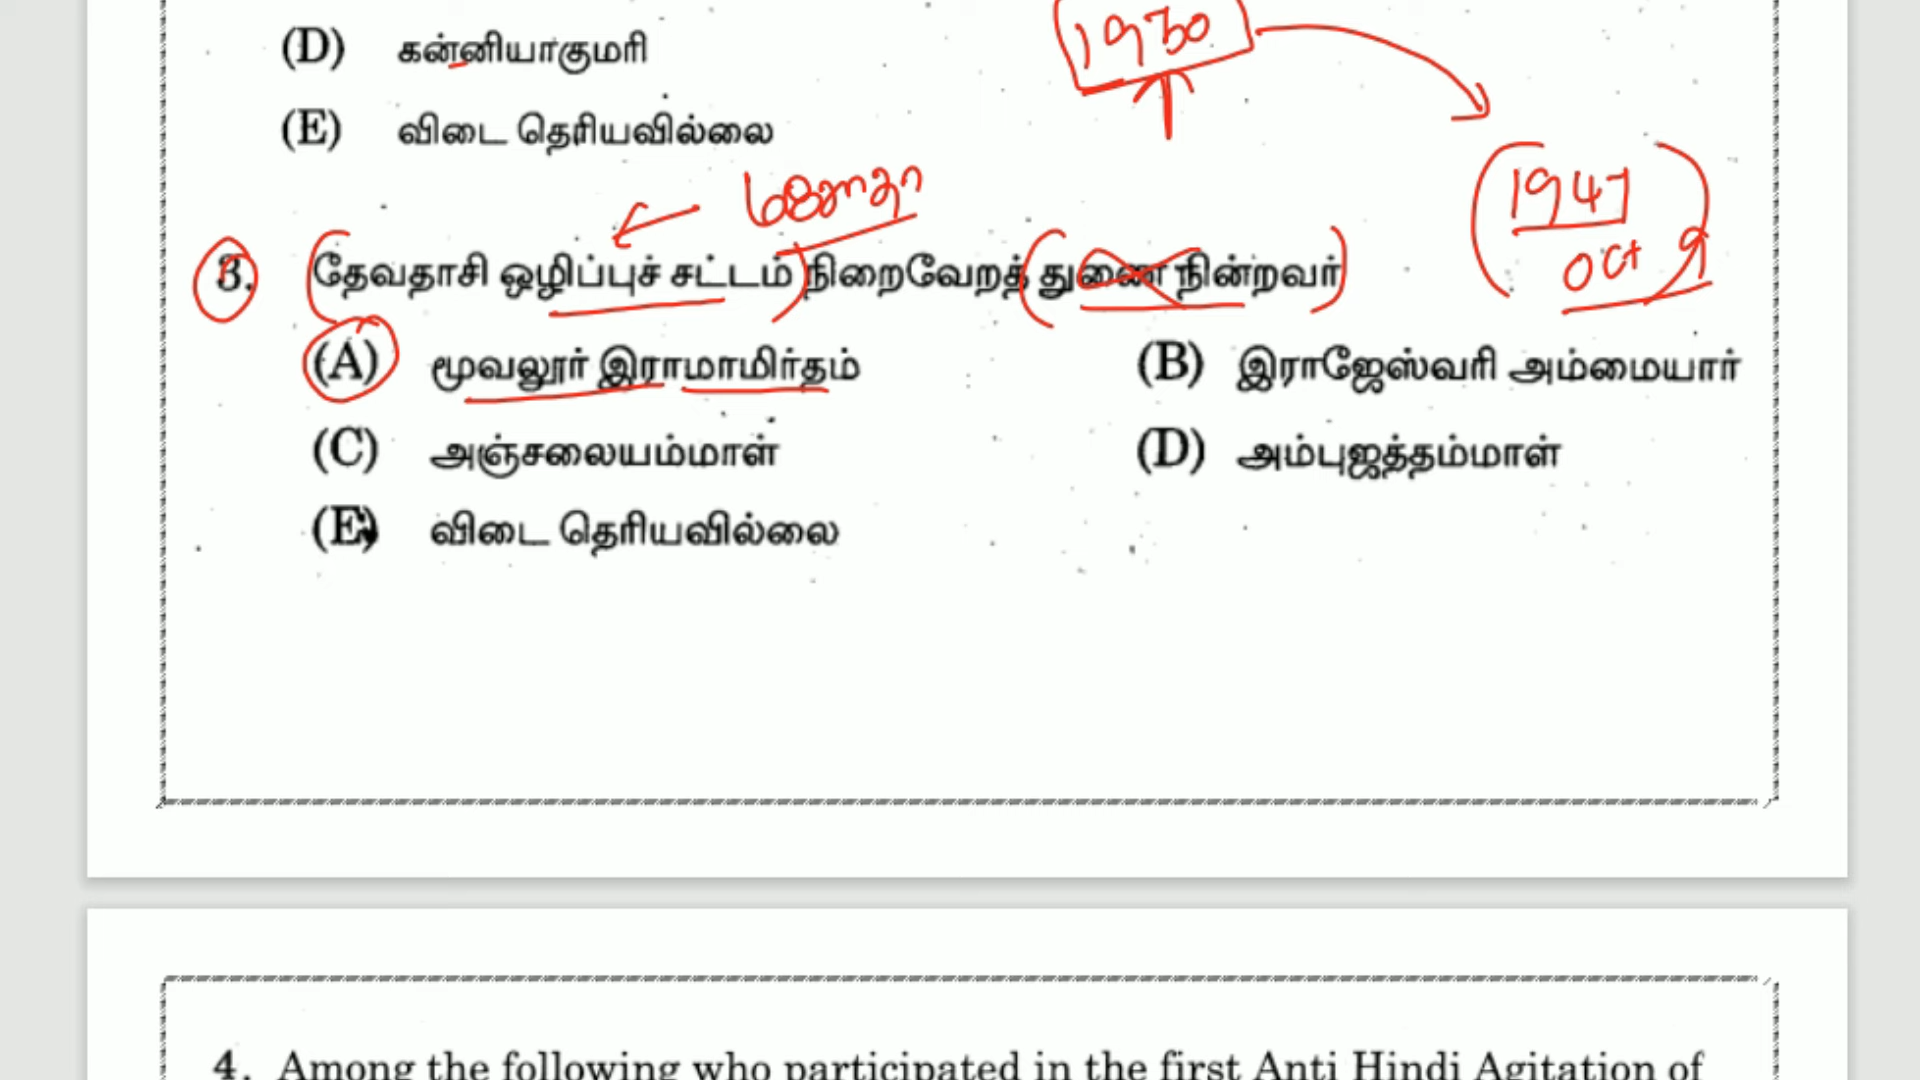 (D) கன்னியாகுமரி
1930
(E) விடை தெரியவில்லை
மசோதா
1947
Oct 9
3. தேவதாசி ஒழிப்புச் சட்டம் நிறைவேறத் துணை நின்றவர்
(A) மூவலூர் இராமாமிர்தம் (B) இராஜேஸ்வரி அம்மையார்
(C) அஞ்சலையம்மாள் (D) அம்புஜத்தம்மாள்
(E) விடை தெரியவில்லை
4. Among the following who participated in the first Anti Hindi Agitation of